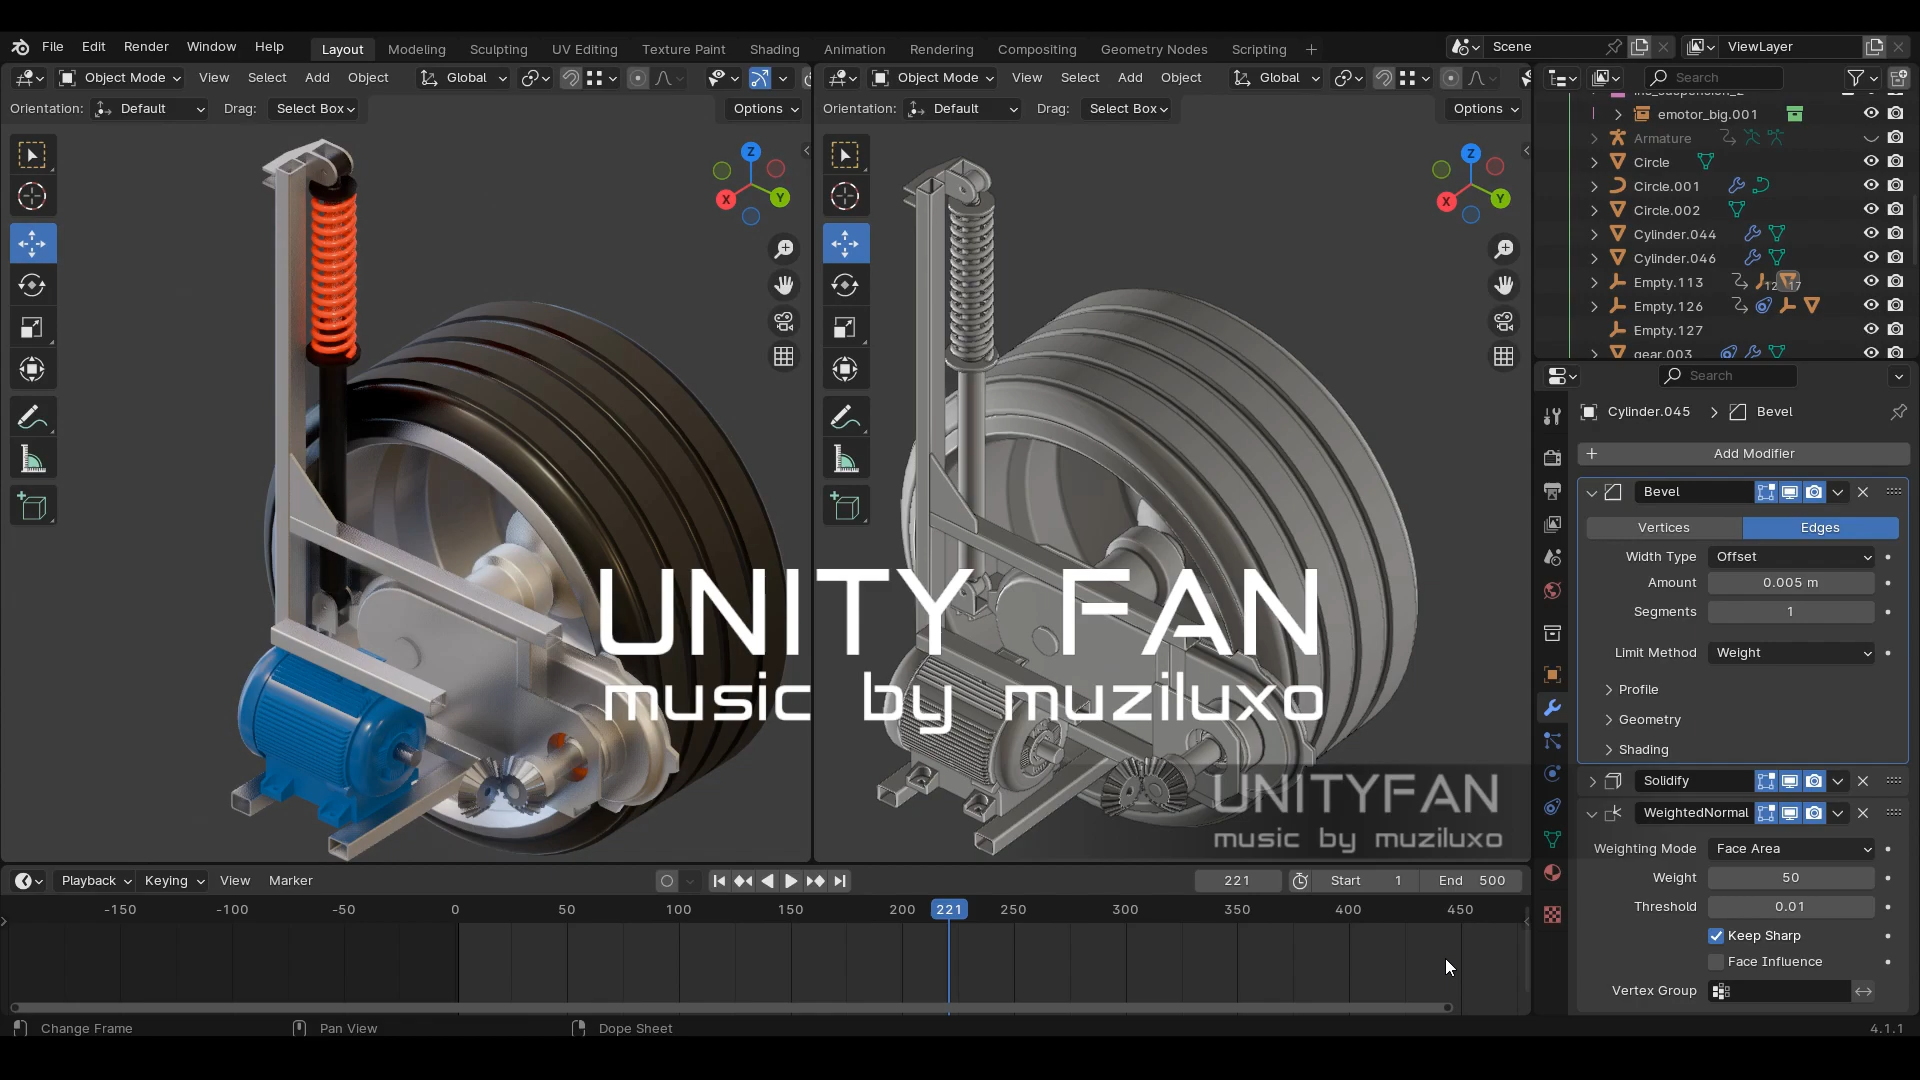 File Edit Render Window Help Layout Modeling Sculpting UV Editing Texture Paint Shading Animation Rendering Compositing Geometry Nodes Scripting + Scene ViewLayer
Object Mode View Select Add Object Global
Object Mode View Select Add Object Global
Search
Orientation: Default Drag: Select Box Options
Orientation: Default Drag: Select Box Options
emotor_big.001
Armature
Circle
Circle.001
Circle.002
Cylinder.044
Cylinder.046
Empty.113 12 17
Empty.126
Empty.127
gear.003
Z
X
Y
Z
X
Y
Search
Cylinder.045 Bevel
Add Modifier
Bevel
Vertices Edges
Width Type Offset
Amount 0.005 m
Segments 1
Limit Method Weight
Profile
Geometry
Shading
Solidify
WeightedNormal
Weighting Mode Face Area
Weight 50
Threshold 0.01
Keep Sharp
Face Influence
Vertex Group
UNITY FAN
music by muziluxo
UNITYFAN
music by muziluxo
Playback Keying View Marker 221 Start 1 End 500
-150 -100 -50 0 50 100 150 200 221 250 300 350 400 450
Change Frame Pan View Dope Sheet 4.1.1